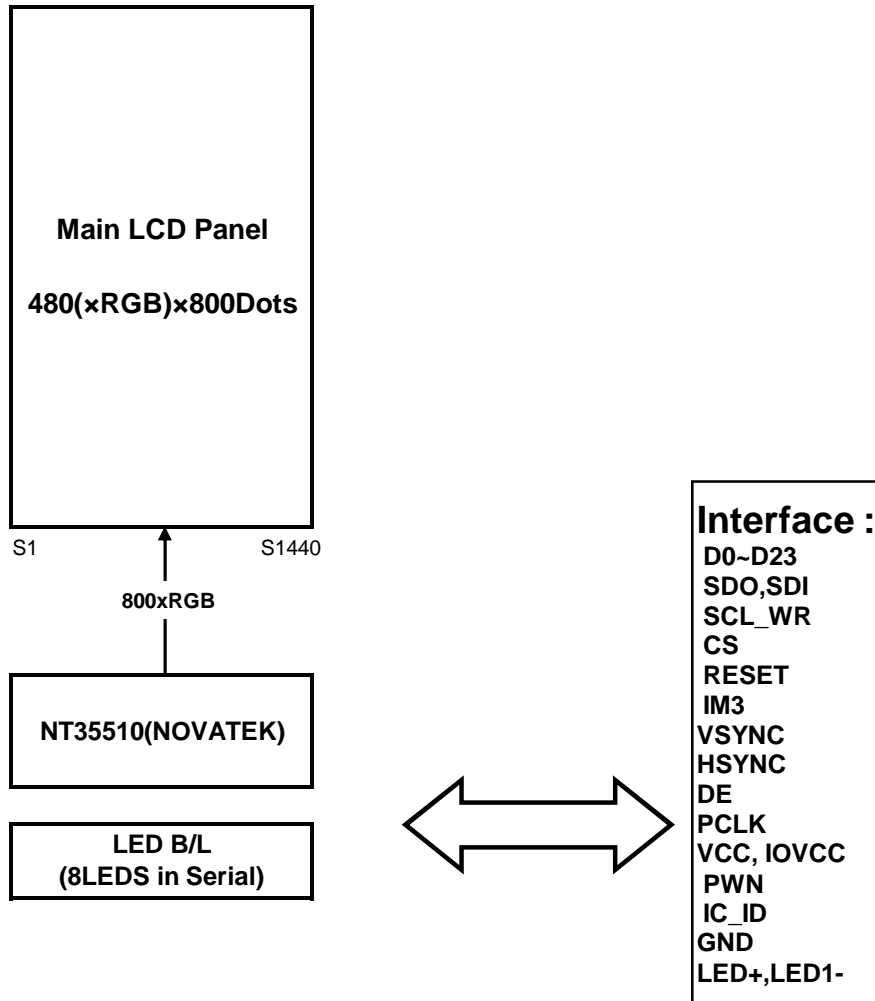 Main LCD Panel
480(×RGB)×800Dots
S1
S1440
800xRGB
NT35510(NOVATEK)
LED B/L
(8LEDS in Serial)
Interface :
D0~D23
SDO,SDI
SCL_WR
CS
RESET
IM3
VSYNC
HSYNC
DE
PCLK
VCC, IOVCC
PWN
IC_ID
GND
LED+,LED1-